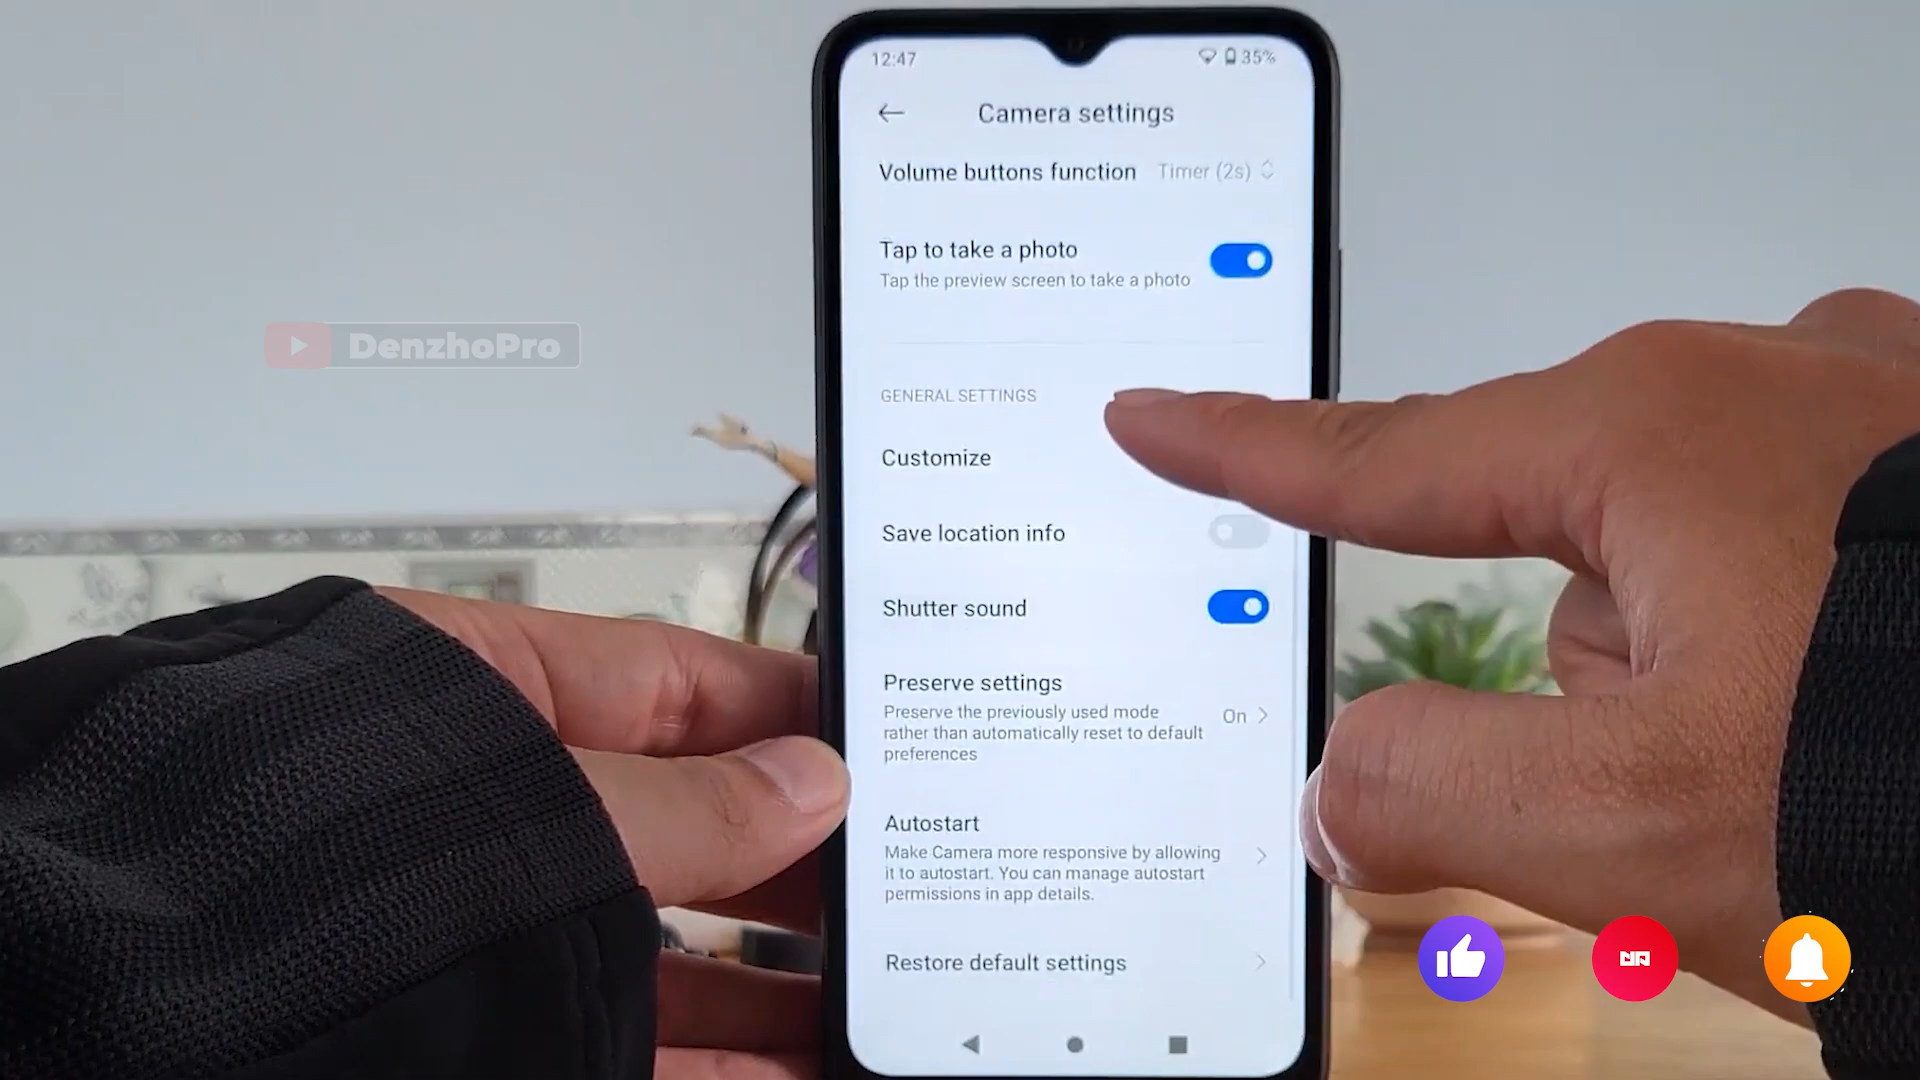 12:47
35%
Camera settings
Volume buttons function Timer (2s)
Tap to take a photo
Tap the preview screen to take a photo
DenzhoPro
GENERAL SETTINGS
Customize
Save location info
Shutter sound
Preserve settings
Preserve the previously used mode
rather than automatically reset to default
preferences
On
Autostart
Make Camera more responsive by allowing
it to autostart. You can manage autostart
permissions in app details.
Restore default settings